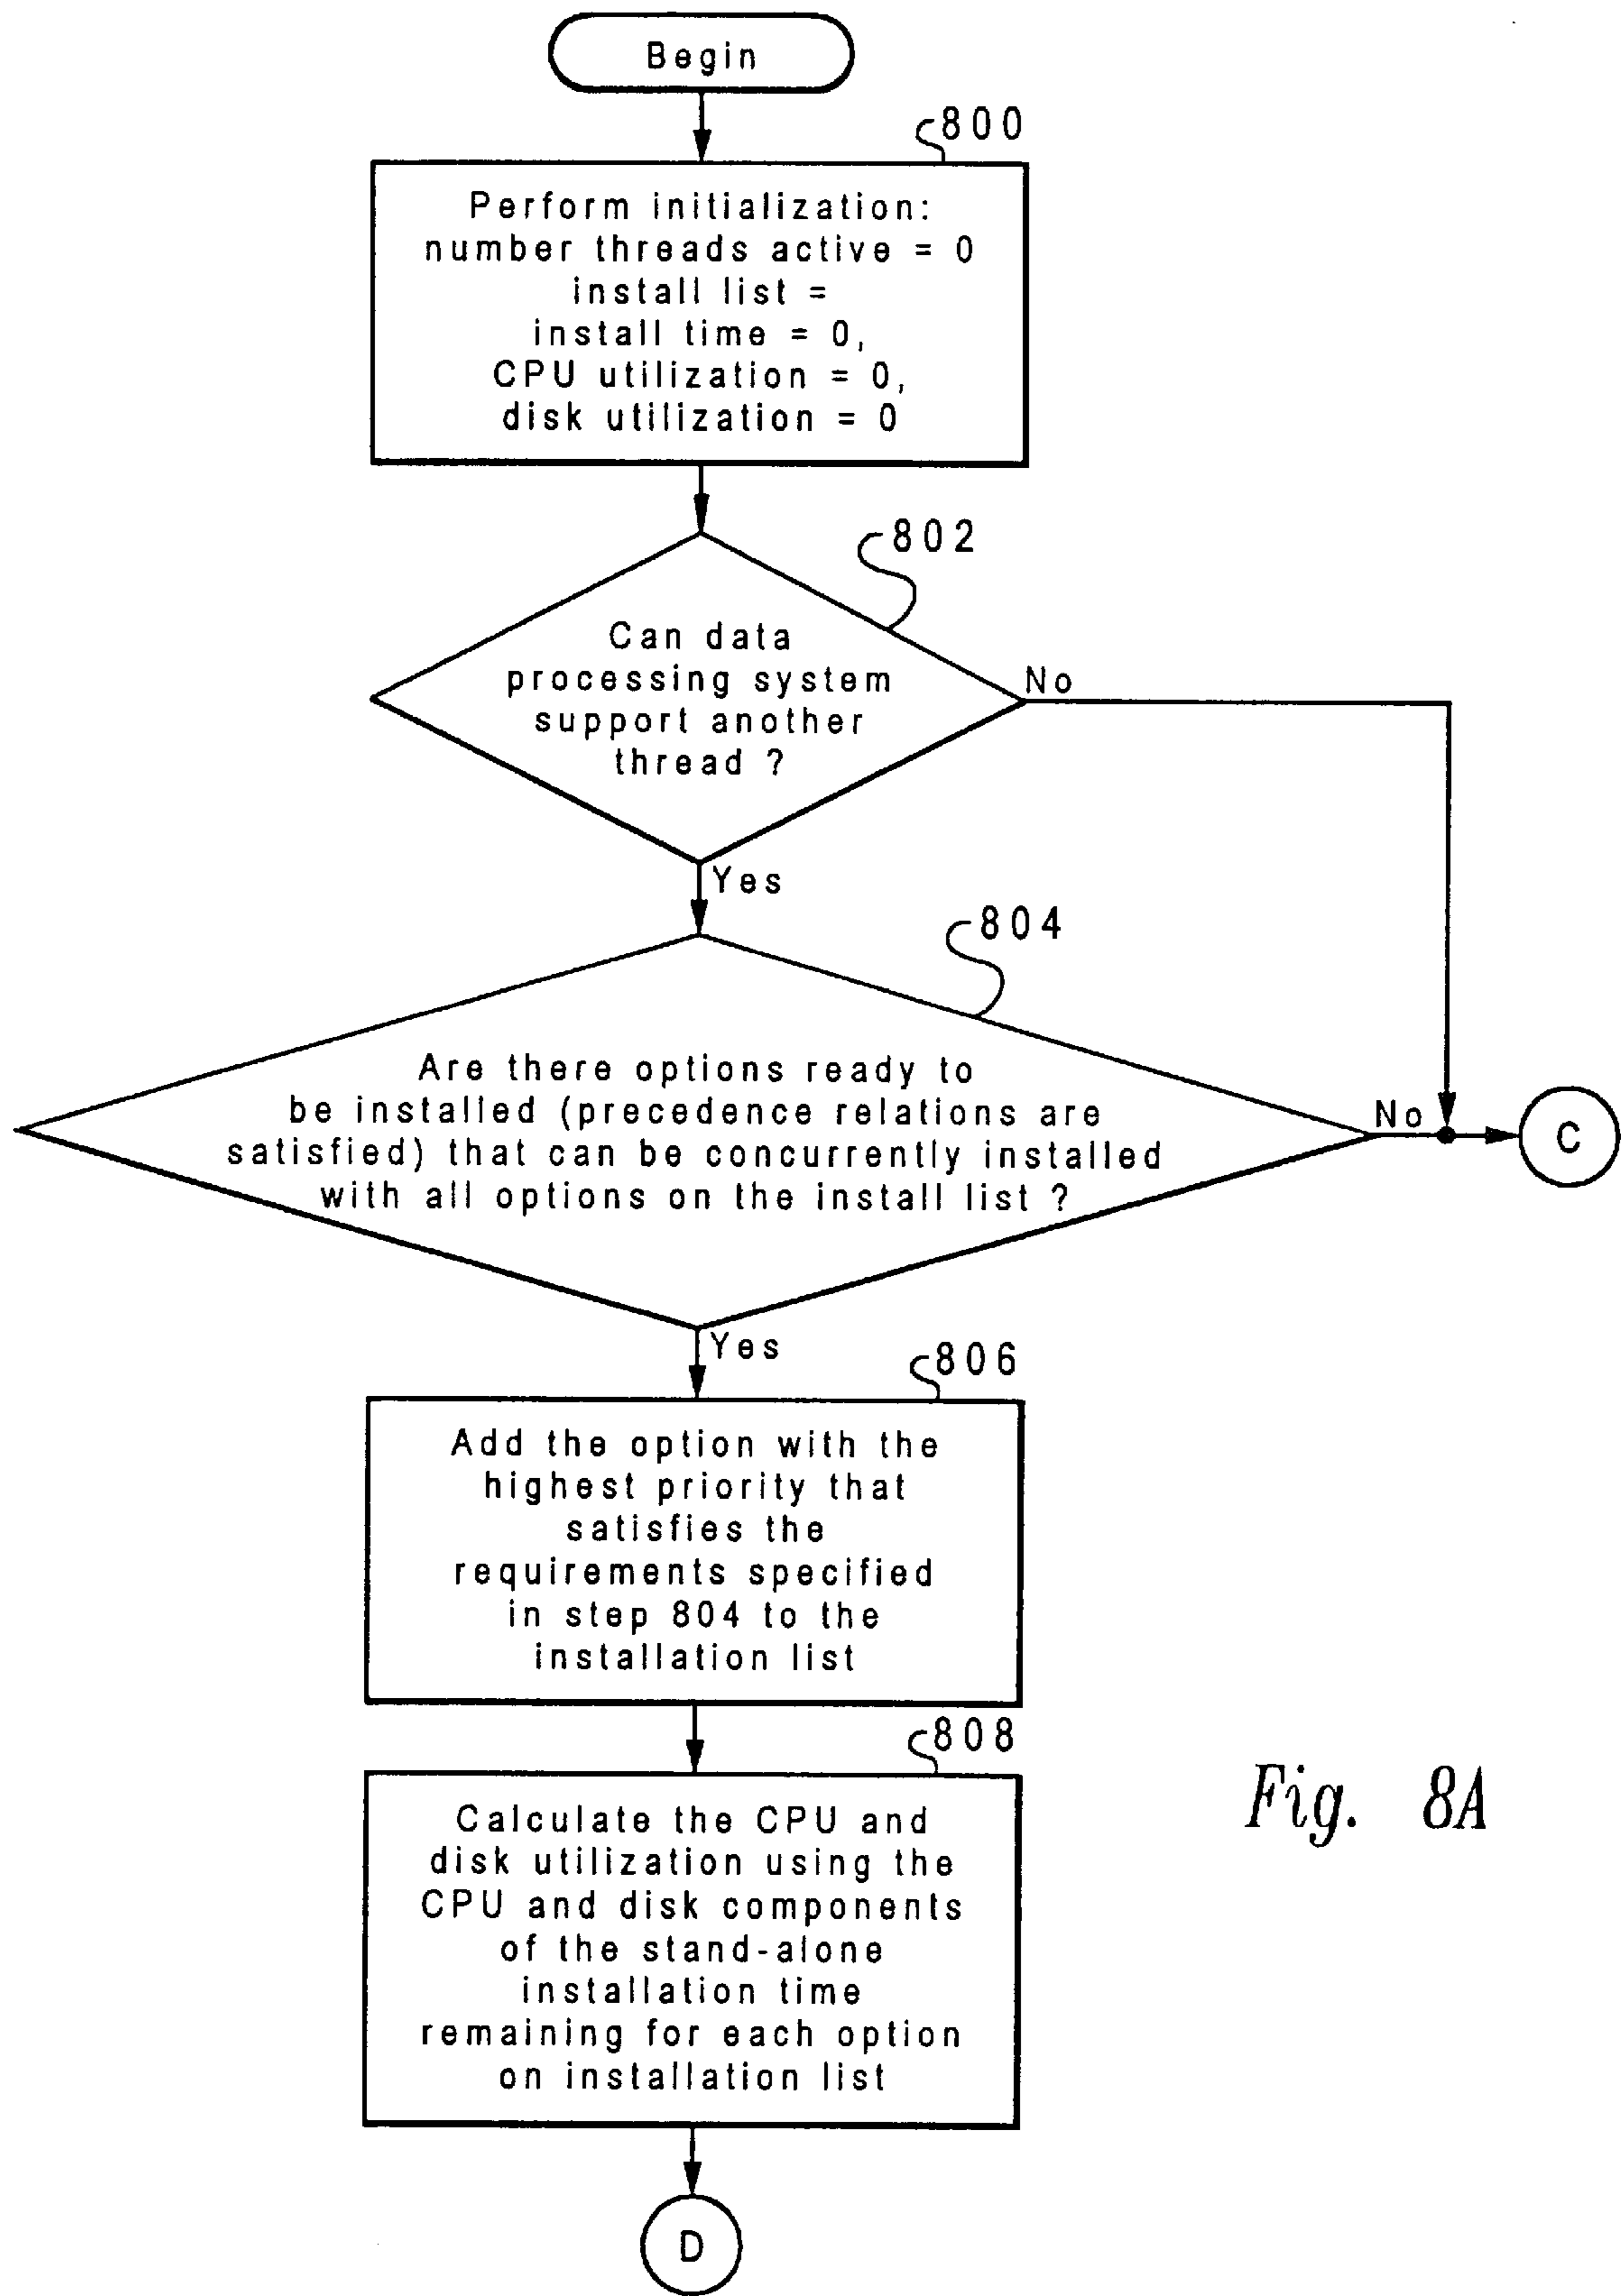 Begin
800
Perform initialization:
number threads active = 0
install list =
install time = 0,
CPU utilization = 0,
disk utilization = 0
802
Can data
processing system
support another
thread ?
No
Yes
804
Are there options ready to
be installed (precedence relations are
satisfied) that can be concurrently installed
with all options on the install list ?
No
C
Yes
806
Add the option with the
highest priority that
satisfies the
requirements specified
in step 804 to the
installation list
808
Calculate the CPU and
disk utilization using the
CPU and disk components
of the stand-alone
installation time
remaining for each option
on installation list
D
Fig. 8A